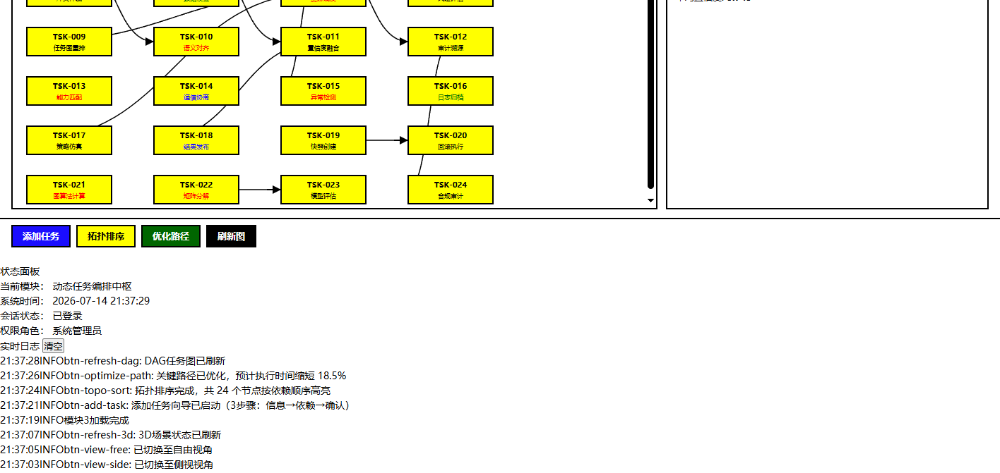 TSK-009
任务图重排
TSK-010
语义对齐
TSK-011
置信度融合
TSK-012
审计溯源
TSK-013
能力匹配
TSK-014
通信协商
TSK-015
异常检测
TSK-016
日志归档
TSK-017
策略仿真
TSK-018
结果发布
TSK-019
快照创建
TSK-020
回滚执行
TSK-021
图算法计算
TSK-022
矩阵分解
TSK-023
模型评估
TSK-024
合规审计
添加任务 拓扑排序 优化路径 刷新图
状态面板
当前模块： 动态任务编排中枢
系统时间： 2026-07-14 21:37:29
会话状态： 已登录
权限角色： 系统管理员
实时日志 清空
21:37:28INFObtn-refresh-dag: DAG任务图已刷新
21:37:26INFObtn-optimize-path: 关键路径已优化，预计执行时间缩短 18.5%
21:37:24INFObtn-topo-sort: 拓扑排序完成，共 24 个节点按依赖顺序高亮
21:37:21INFObtn-add-task: 添加任务向导已启动（3步骤：信息→依赖→确认）
21:37:19INFO模块3加载完成
21:37:07INFObtn-refresh-3d: 3D场景状态已刷新
21:37:05INFObtn-view-free: 已切换至自由视角
21:37:03INFObtn-view-side: 已切换至侧视视角